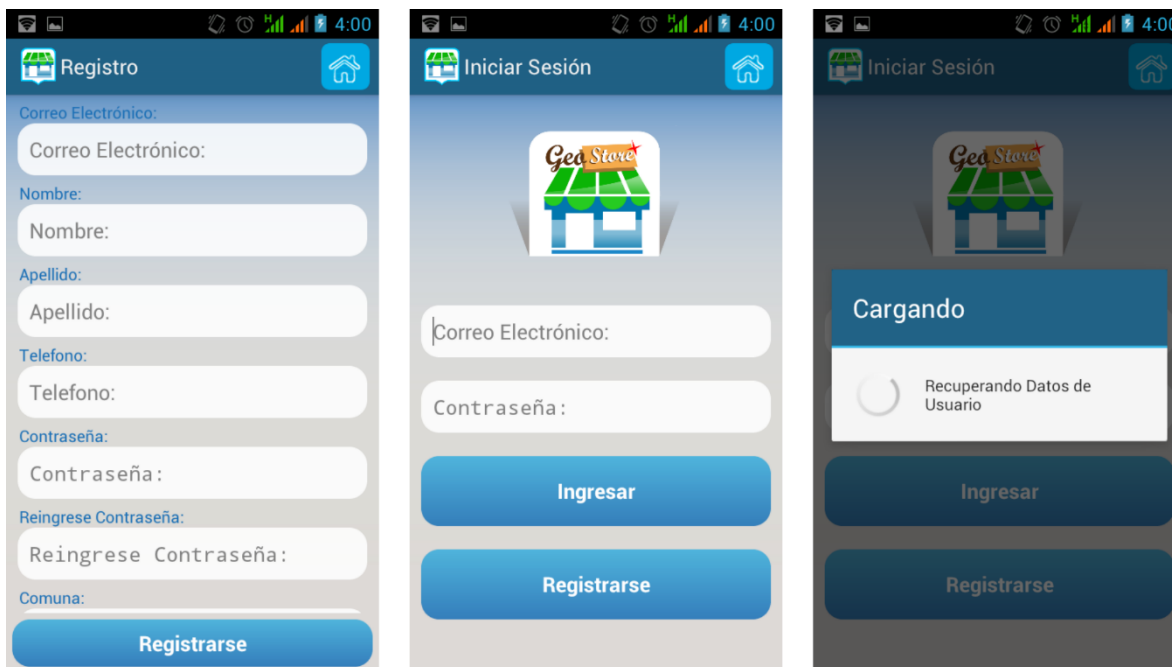 H 4:00
Registro
Correo Electrónico:
Correo Electrónico:
Nombre:
Nombre:
Apellido:
Apellido:
Telefono:
Telefono:
Contraseña:
Contraseña:
Reingrese Contraseña:
Reingrese Contraseña:
Comuna:
Registrarse
H 4:00
Iniciar Sesión
Geo Store
Correo Electrónico:
Contraseña:
Ingresar
Registrarse
H 4:00
Iniciar Sesión
Geo Store
Cargando
Recuperando Datos de
Usuario
Ingresar
Registrarse